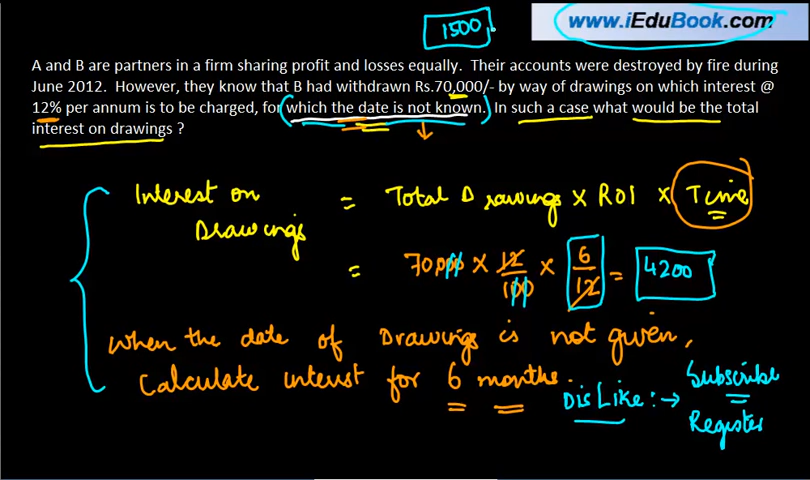 1500
www.iEduBook.com
A and B are partners in a firm sharing profit and losses equally. Their accounts were destroyed by fire during
June 2012. However, they know that B had withdrawn Rs.70,000/- by way of drawings on which interest @
12% per annum is to be charged, for which the date is not known. In such a case what would be the total
interest on drawings ?
Interest on Drawings = Total Drawings × ROI × Time
= 70000 × 12/100 × 6/12 = 4200
When the date of Drawings is not given,
Calculate interest for 6 months.
DisLike :→ Subscribe
Register